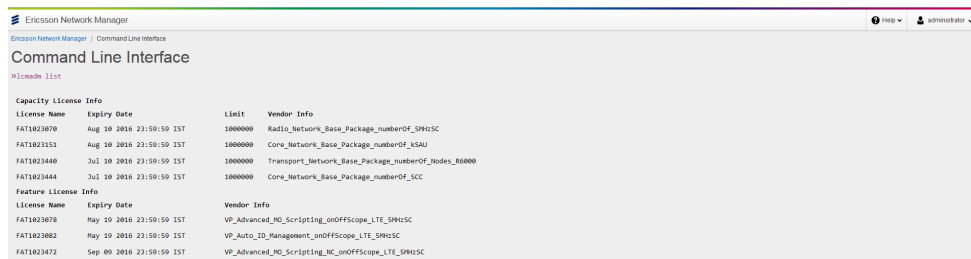 Ericsson Network Manager
Help
administrator
Ericsson Network Manager / Command Line Interface
Command Line Interface
»lcmadm list
Capacity License Info
License Name Expiry Date Limit Vendor Info
FAT1023070 Aug 10 2016 23:59:59 IST 1000000 Radio_Network_Base_Package_numberOf_5MHzSC
FAT1023151 Aug 10 2016 23:59:59 IST 1000000 Core_Network_Base_Package_numberOf_kSAU
FAT1023440 Jul 10 2016 23:59:59 IST 1000000 Transport_Network_Base_Package_numberOf_Nodes_R6000
FAT1023444 Jul 10 2016 23:59:59 IST 1000000 Core_Network_Base_Package_numberOf_SCC
Feature License Info
License Name Expiry Date Vendor Info
FAT1023078 May 19 2016 23:59:59 IST VP_Advanced_MO_Scripting_onOffScope_LTE_5MHzSC
FAT1023082 May 19 2016 23:59:59 IST VP_Auto_ID_Management_onOffScope_LTE_5MHzSC
FAT1023472 Sep 09 2016 23:59:59 IST VP_Advanced_MO_Scripting_NC_onOffScope_LTE_5MHzSC